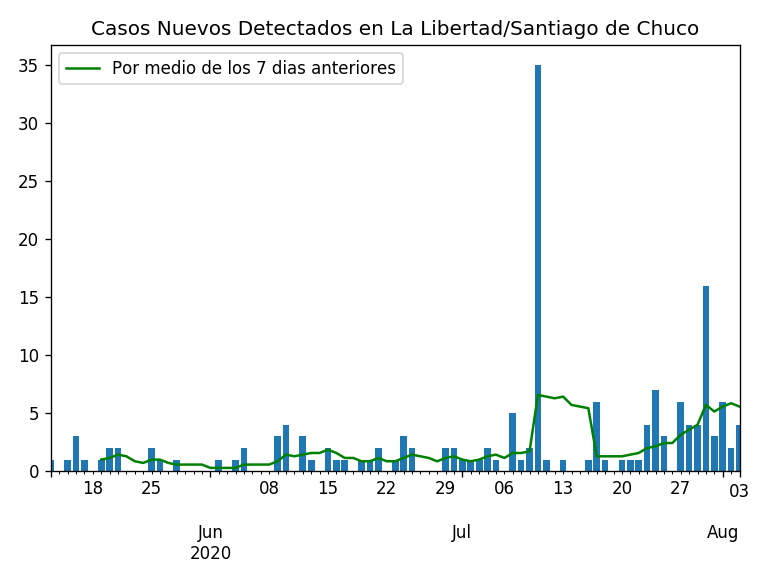 Casos Nuevos Detectados en La Libertad/Santiago de Chuco
Por medio de los 7 dias anteriores
35
30
25
20
15
10
5
0
18 25 08 15 22 29 06 13 20 27 03
Jun Jul Aug
2020